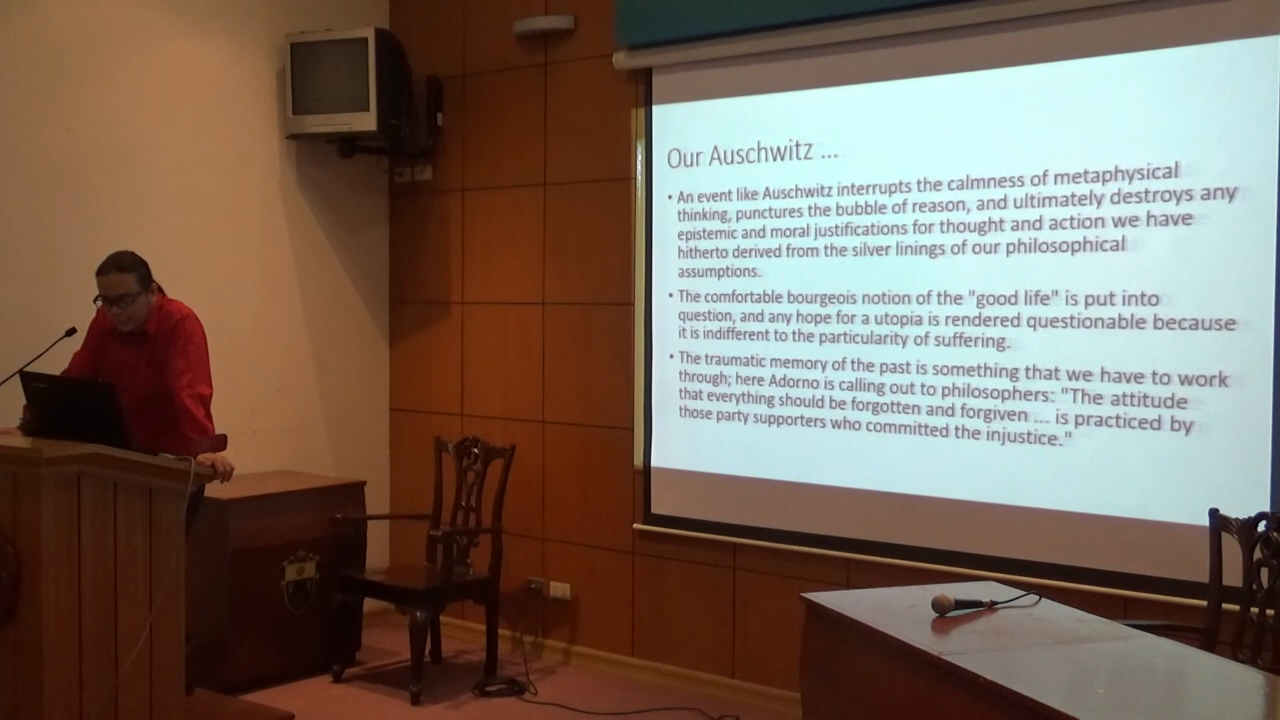 Our Auschwitz ...
• An event like Auschwitz interrupts the calmness of metaphysical
thinking, punctures the bubble of reason, and ultimately destroys any
epistemic and moral justifications for thought and action we have
hitherto derived from the silver linings of our philosophical
assumptions.
• The comfortable bourgeois notion of the "good life" is put into
question, and any hope for a utopia is rendered questionable because
it is indifferent to the particularity of suffering.
• The traumatic memory of the past is something that we have to work
through; here Adorno is calling out to philosophers: "The attitude
that everything should be forgotten and forgiven ... is practiced by
those party supporters who committed the injustice."